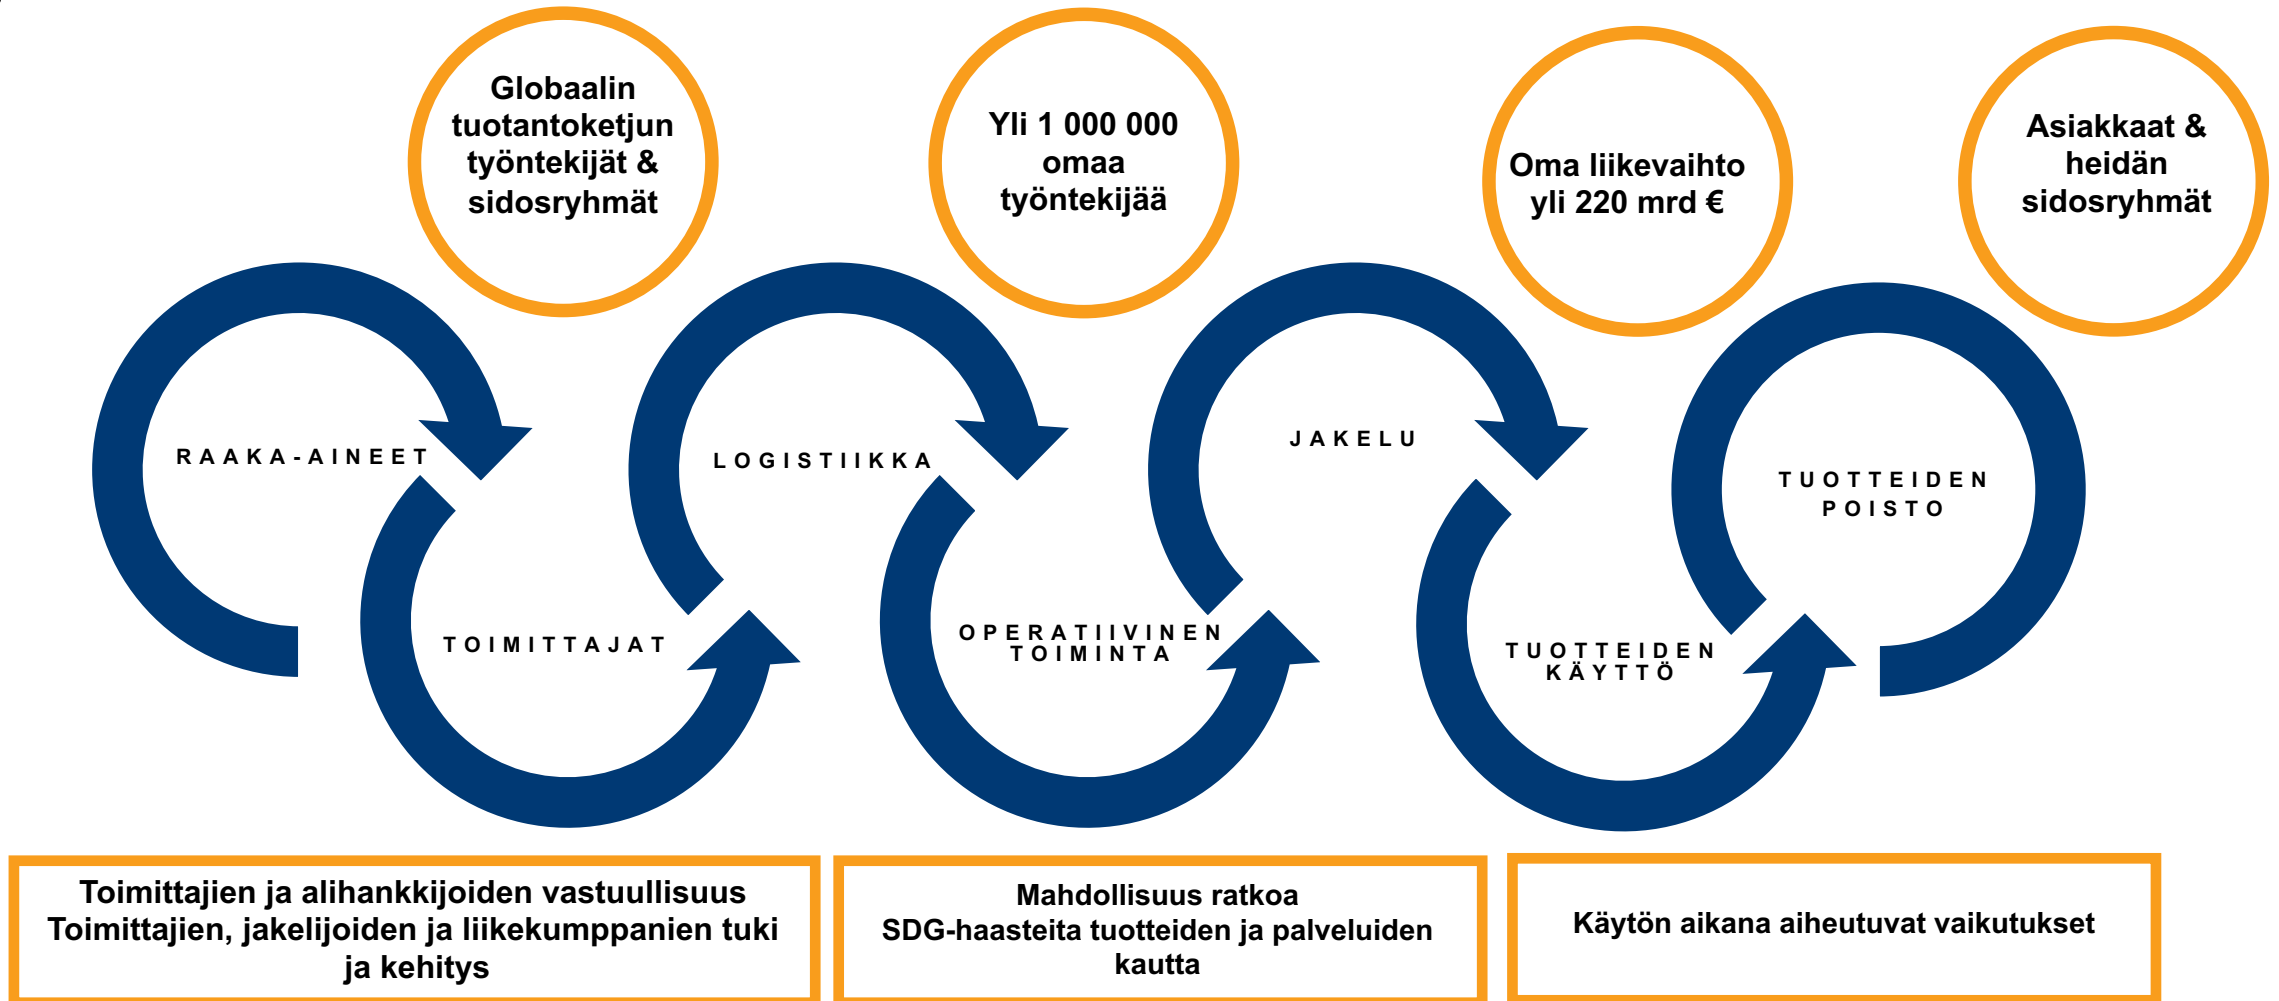 Globaalin
tuotantoketjun
työntekijät &
sidosryhmät
Yli 1 000 000
omaa
työntekijää
Oma liikevaihto
yli 220 mrd €
Asiakkaat &
heidän
sidosryhmät
RAAKA-AINEET
TOIMITTAJAT
LOGISTIIKKA
OPERATIIVINEN
TOIMINTA
JAKELU
TUOTTEIDEN
KÄYTTÖ
TUOTTEIDEN
POISTO
Toimittajien ja alihankkijoiden vastuullisuus
Toimittajien, jakelijoiden ja liikekumppanien tuki
ja kehitys
Mahdollisuus ratkoa
SDG-haasteita tuotteiden ja palveluiden
kautta
Käytön aikana aiheutuvat vaikutukset